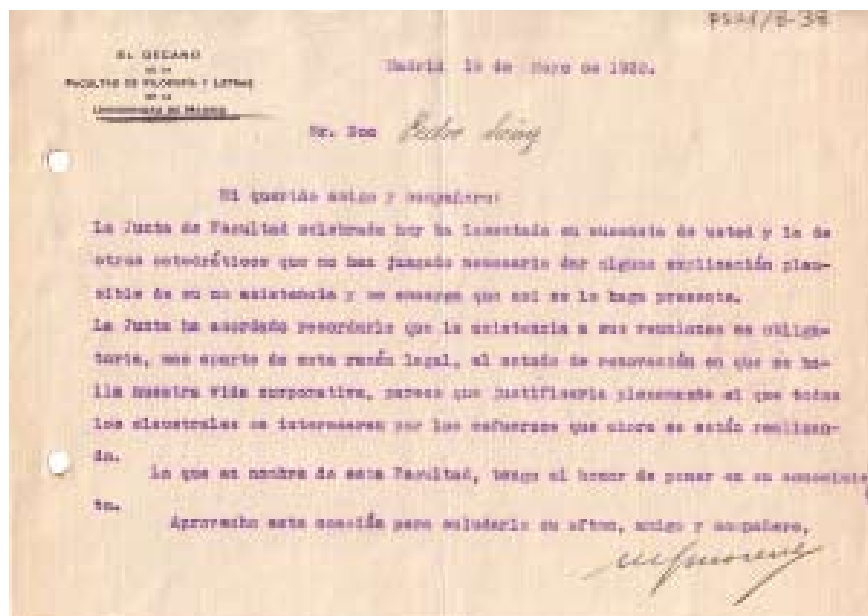 EL DECANO
DE LA
FACULTAD DE FILOSOFIA Y LETRAS
DE LA
UNIVERSIDAD DE MADRID
Madrid de de 1932.
Sr. Don Pedro
Mi querido amigo y compañero:
La Junta de Facultad celebrada hoy ha lamentado su ausencia de usted y la de
otros catedráticos que no han juzgado necesario dar alguna explicación plau-
sible de su no asistencia y me encarga que así se lo haga presente.
La Junta ha acordado recordarle que la asistencia a sus reuniones es obliga-
toria, mas aparte de esta razón legal, el estado de renovación en que se ha-
lla nuestra vida corporativa, parece que justificaria plenamente el que todos
los claustrales se interesaran por los esfuerzos que ahora se están realizan-
do.
Lo que en nombre de esta Facultad, tengo el honor de poner en su conocimien
to.
Aprovecho esta ocasión para saludarle su aftmo. amigo y compañero,